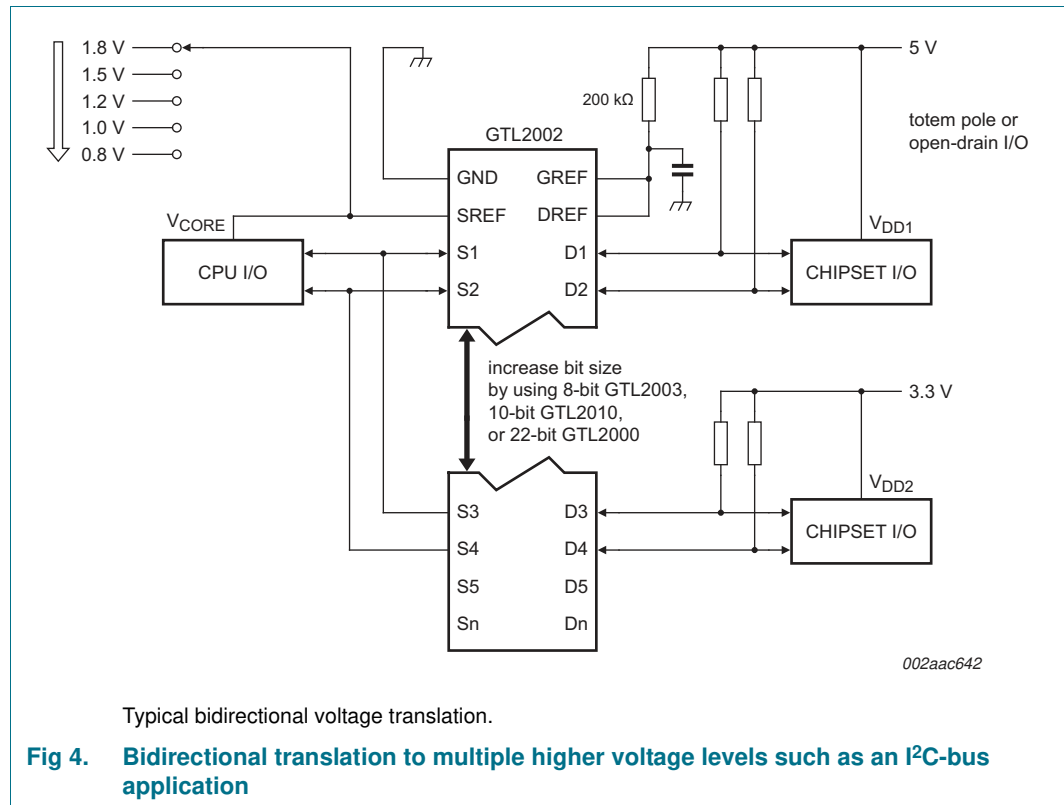 1.8 V
1.5 V
1.2 V
1.0 V
0.8 V
5 V
200 kΩ
totem pole or
open-drain I/O
GTL2002
GND GREF
SREF DREF
S1 D1
S2 D2
VCORE
CPU I/O
VDD1
CHIPSET I/O
increase bit size
by using 8-bit GTL2003,
10-bit GTL2010,
or 22-bit GTL2000
3.3 V
VDD2
CHIPSET I/O
S3 D3
S4 D4
S5 D5
Sn Dn
002aac642
Typical bidirectional voltage translation.
Fig 4. Bidirectional translation to multiple higher voltage levels such as an I²C-bus
application